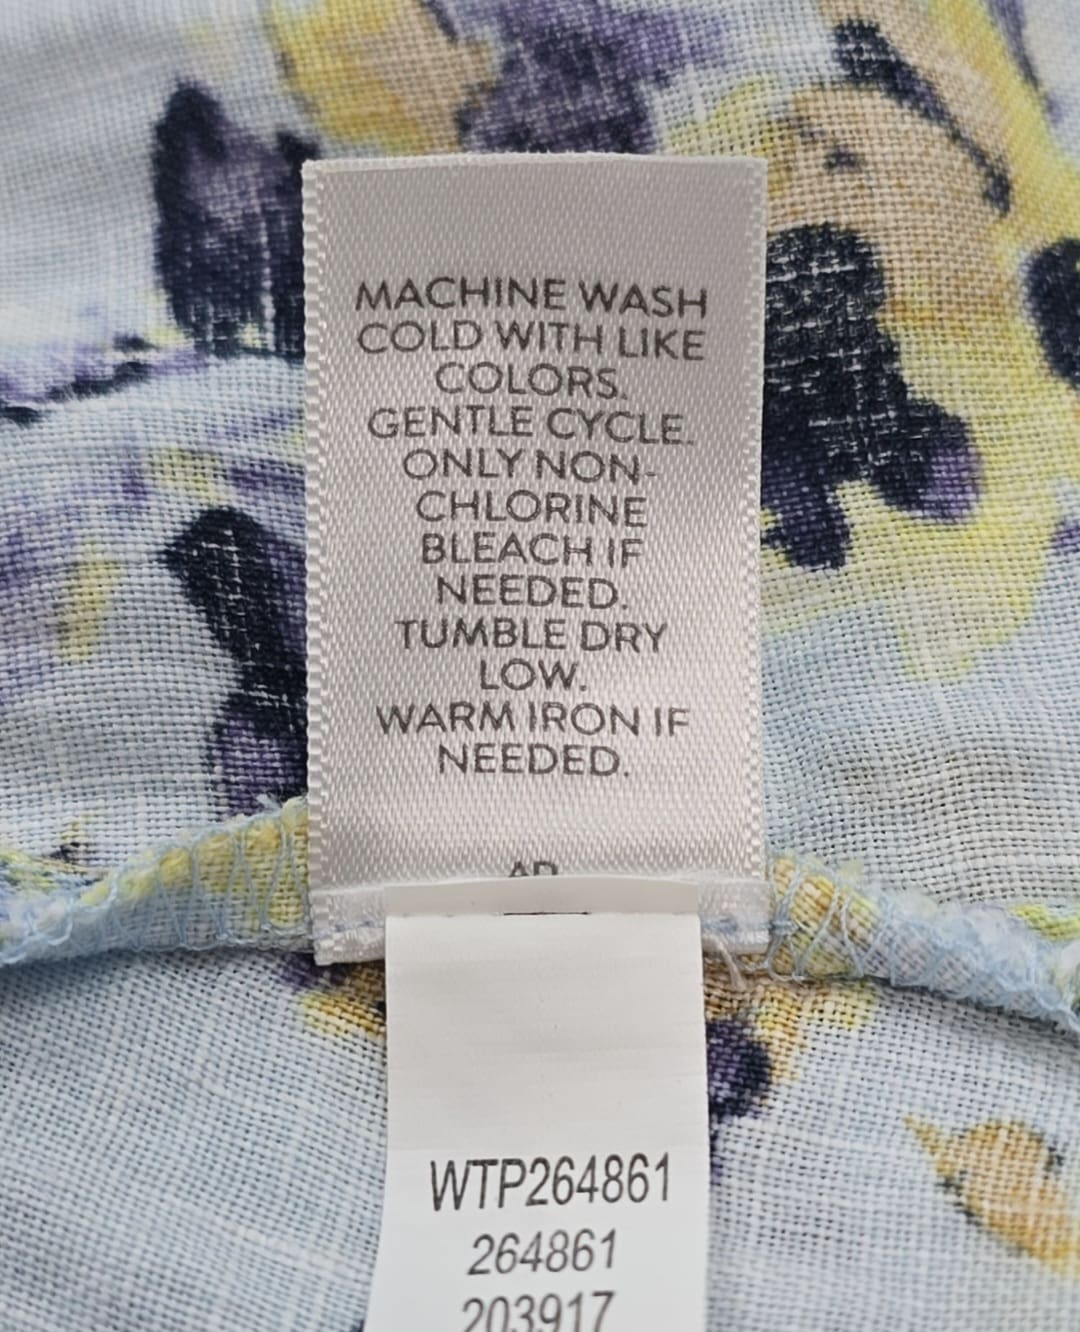 MACHINE WASH
COLD WITH LIKE
COLORS.
GENTLE CYCLE.
ONLY NON-
CHLORINE
BLEACH IF
NEEDED.
TUMBLE DRY
LOW.
WARM IRON IF
NEEDED.
WTP264861
264861
203917